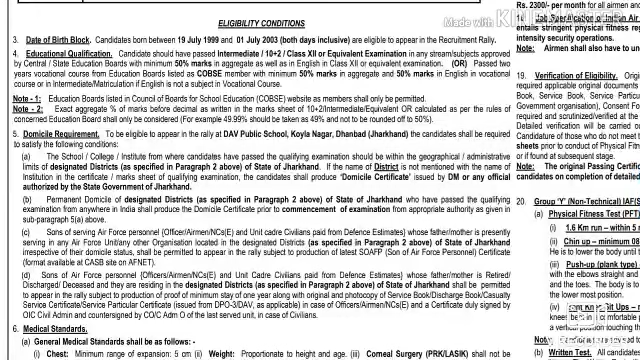 ELIGIBILITY CONDITIONS
3. Date of Birth Block. Candidates born between 19 July 1999 and 01 July 2003 (both days inclusive) are eligible to appear in the Recruitment Rally.
4. Educational Qualification. Candidate should have passed Intermediate / 10+2 / Class XII or Equivalent Examination in any stream/subjects approved
by Central / State Education Boards with minimum 50% marks in aggregate as well as in English in Class XII or equivalent examination. (OR) Passed two
years vocational course from Education Boards listed as COBSE member with minimum 50% marks in aggregate and 50% marks in English in vocational
course or in Intermediate/Matriculation if English is not a subject in Vocational Course.
Note - 1: Education Boards listed in Council of Boards for School Education (COBSE) website as members shall only be permitted.
Note - 2: Exact aggregate % of marks before decimal as written in the marks sheet of 10+2/Intermediate/Equivalent OR calculated as per the rules of
concerned Education Board shall only be considered (For example 49.99% should be taken as 49% and not to be rounded off to 50%).
5. Domicile Requirement. To be eligible to appear in the rally at DAV Public School, Koyla Nagar, Dhanbad (Jharkhand) the candidates shall be required
to satisfy the following conditions:
(a) The School / College / Institute from where candidates have passed the qualifying examination should be within the geographical / administrative
limits of designated Districts (as specified in Paragraph 2 above) of State of Jharkhand. If the name of District is not mentioned with the name of
Institution in the certificate / marks sheet of qualifying examination, the candidates shall produce 'Domicile Certificate' issued by DM or any official
authorized by the State Government of Jharkhand.
(b) Permanent Domicile of designated Districts (as specified in Paragraph 2 above) of State of Jharkhand who have passed the qualifying
examination from anywhere in India shall produce the Domicile Certificate prior to commencement of examination from appropriate authority as given in
sub-paragraph 5(a) above.
(c) Sons of serving Air Force personnel {Officer/Airmen/NCs(E) and Unit cadre Civilians paid from Defence Estimates} whose father/mother is presently
serving in any Air Force Unit/any other Organisation located in the designated Districts (as specified in Paragraph 2 above) of State of Jharkhand
irrespective of their domicile status, shall be permitted to appear in the rally subject to production of latest SOAFP (Son of Air Force Personnel) Certificate
(format available at CASB site on AFNET).
(d) Sons of Air Force personnel {Officers/Airmen/NCs(E) and Unit Cadre Civilians paid from Defence Estimates} whose father/mother is Retired/
Discharged/ Deceased and they are residing in the designated Districts (as specified in Paragraph 2 above) of State of Jharkhand shall be permitted
to appear in the rally subject to production of proof of minimum stay of one year along with original and photocopy of Service Book/Discharge Book/Casualty
Service Certificate/Service Particular Certificate (issued from DPO-3/DAV, as applicable) in case of Officers/Airmen/NCs(E) and a Certificate duly signed by
OIC Civil Admin and countersigned by CO/C Adm O of the last served unit, in case of Civilians.
6. Medical Standards.
(a) General Medical Standards shall be as follows: -
(i) Chest: Minimum range of expansion: 5 cm (ii) Weight: Proportionate to height and age. (iii) Corneal Surgery (PRK/LASIK) shall not be
Rs. 2300/- per month for all airmen and
18. Job Specification of Indian Air
entails stringent physical fitness reg
intensity security operations.
Note: Airmen shall also have to un
19. Verification of Eligibility. Origi
required applicable original documents
Book, Service Book, Service Particular
Government organisation), Consent Fo
required and scrutinized/verified at the
Detailed verification will be carried ou
Candidature of those who do not meet t
sheets prior to conduct of Physical Fitn
or if found at subsequent stage.
Note: The original Passing Certific
candidates on completion of detailed
20. Group 'Y' (Non-Technical) IAF(S
(a) Physical Fitness Test (PFT)
(i) 1.6 Km run – within 5 m
(ii) Chin up – minimum 08
He is to lower the body until th
(iii) Push-up (plank type)
with the elbows straight and
and the toes. The body is to
the lower most position.
Sit Ups – m
a vertical position touching th
(b) Written Test. All candidate
Made With
KINEMASTER